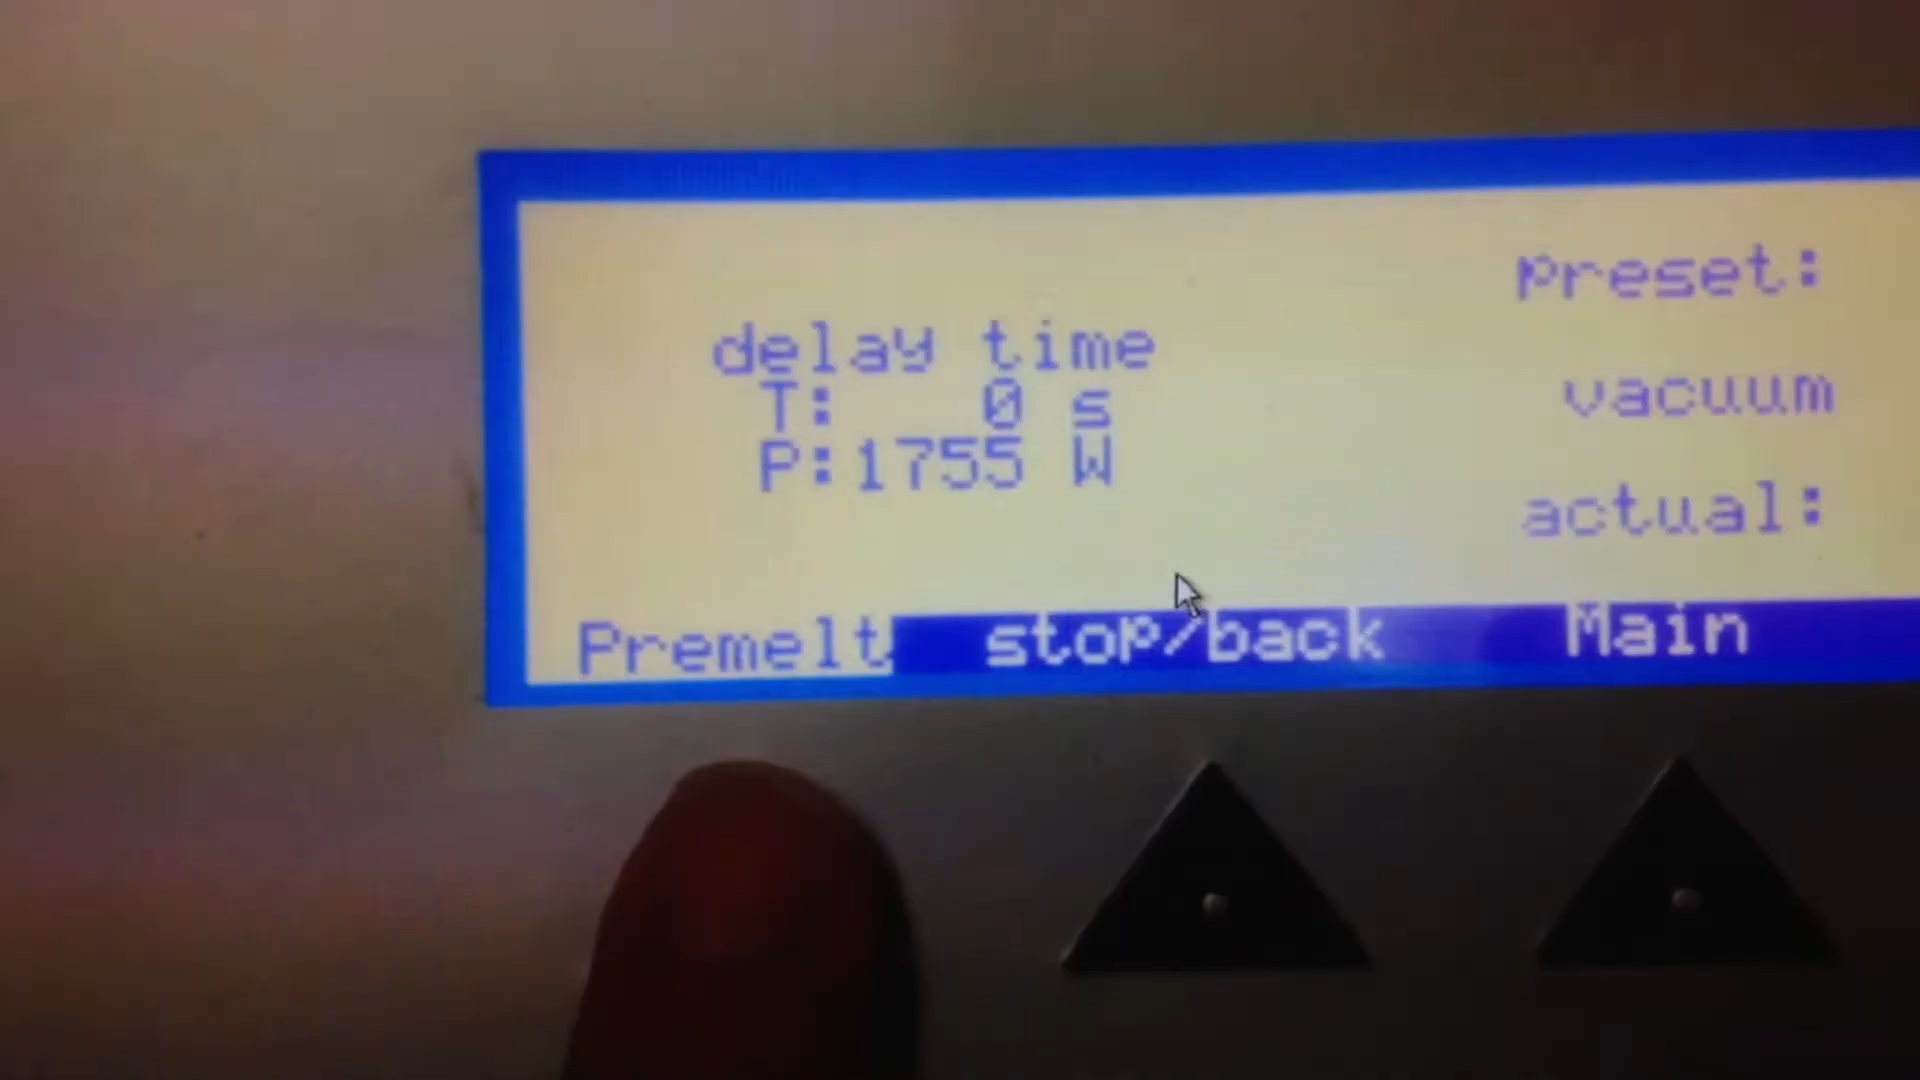 preset:
delay time
T: 0 s
vacuum
P:1755 W
actual:
Premelt stop/back Main